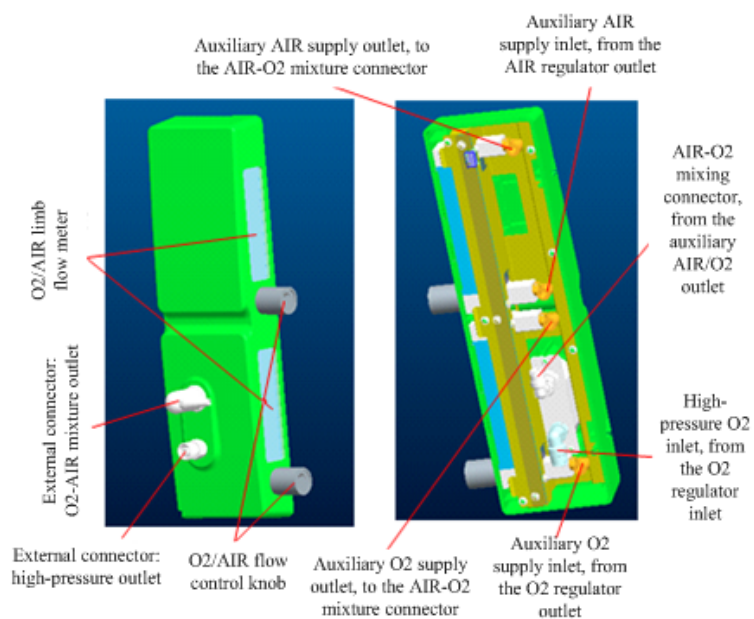 Auxiliary AIR supply outlet, to
the AIR-O2 mixture connector
Auxiliary AIR
supply inlet, from the
AIR regulator outlet
AIR-O2
mixing
connector,
from the
auxiliary
AIR/O2
outlet
O2/AIR limb
flow meter
External connector:
O2-AIR mixture outlet
High-
pressure O2
inlet, from
the O2
regulator
inlet
External connector:
high-pressure outlet
O2/AIR flow
control knob
Auxiliary O2 supply
outlet, to the AIR-O2
mixture connector
Auxiliary O2
supply inlet, from
the O2 regulator
outlet